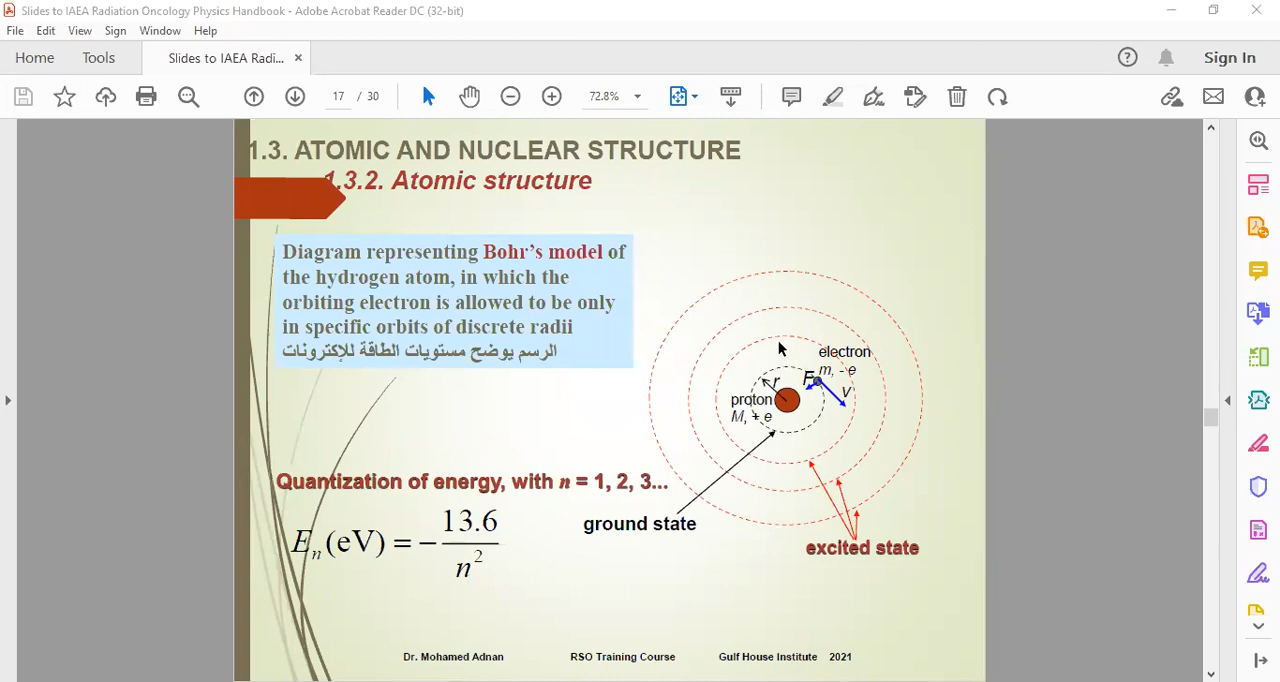 Slides to IAEA Radiation Oncology Physics Handbook - Adobe Acrobat Reader DC (32-bit)
File Edit View Sign Window Help
Home Tools Slides to IAEA Radi... × Sign In
17 / 30 72.8%
1.3. ATOMIC AND NUCLEAR STRUCTURE
1.3.2. Atomic structure
Diagram representing Bohr's model of
the hydrogen atom, in which the
orbiting electron is allowed to be only
in specific orbits of discrete radii
الرسم يوضح مستويات الطاقة للإكترونات
electron
m, - e
F
r
v
proton
M, + e
Quantization of energy, with n = 1, 2, 3...
ground state
excited state
Eₙ(eV) = − 13.6 / n²
Dr. Mohamed Adnan RSO Training Course Gulf House Institute 2021